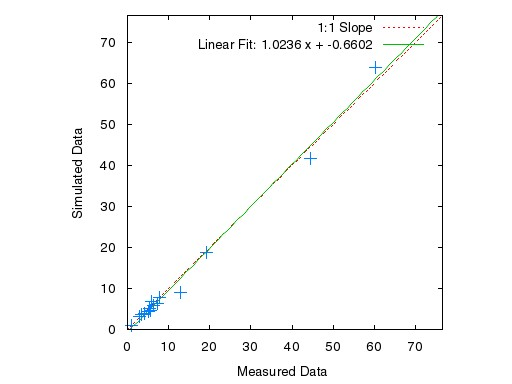 1:1 Slope
Linear Fit: 1.0236 x + -0.6602
70
60
50
40
30
20
10
0
Simulated Data
0 10 20 30 40 50 60 70
Measured Data